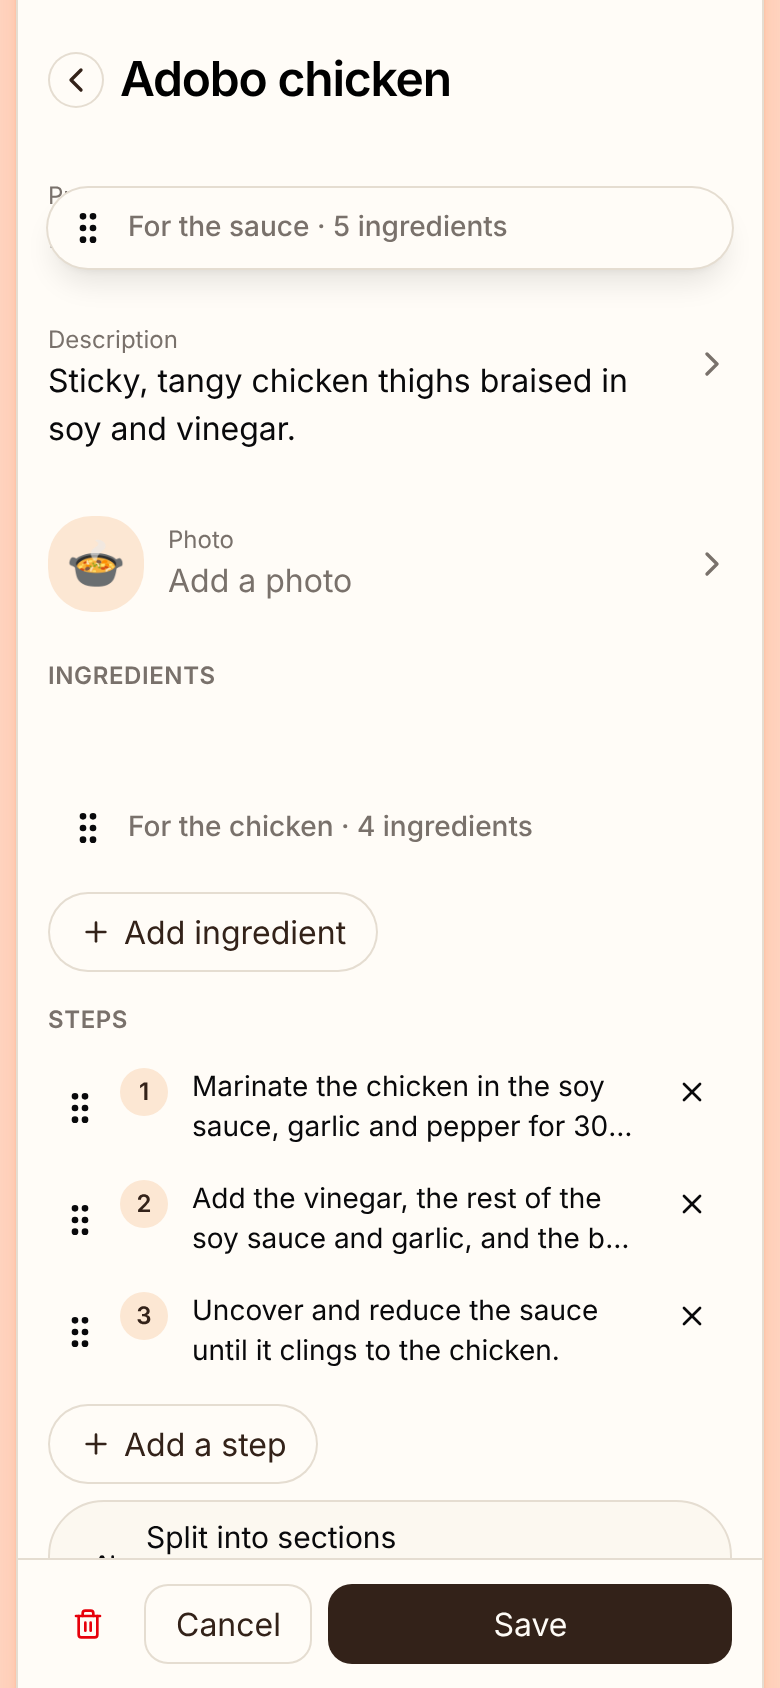 Adobo chicken
For the sauce · 5 ingredients
Description
Sticky, tangy chicken thighs braised in
soy and vinegar.
Photo
Add a photo
INGREDIENTS
For the chicken · 4 ingredients
+ Add ingredient
STEPS
1 Marinate the chicken in the soy
sauce, garlic and pepper for 30...
2 Add the vinegar, the rest of the
soy sauce and garlic, and the b...
3 Uncover and reduce the sauce
until it clings to the chicken.
+ Add a step
Split into sections
Cancel
Save